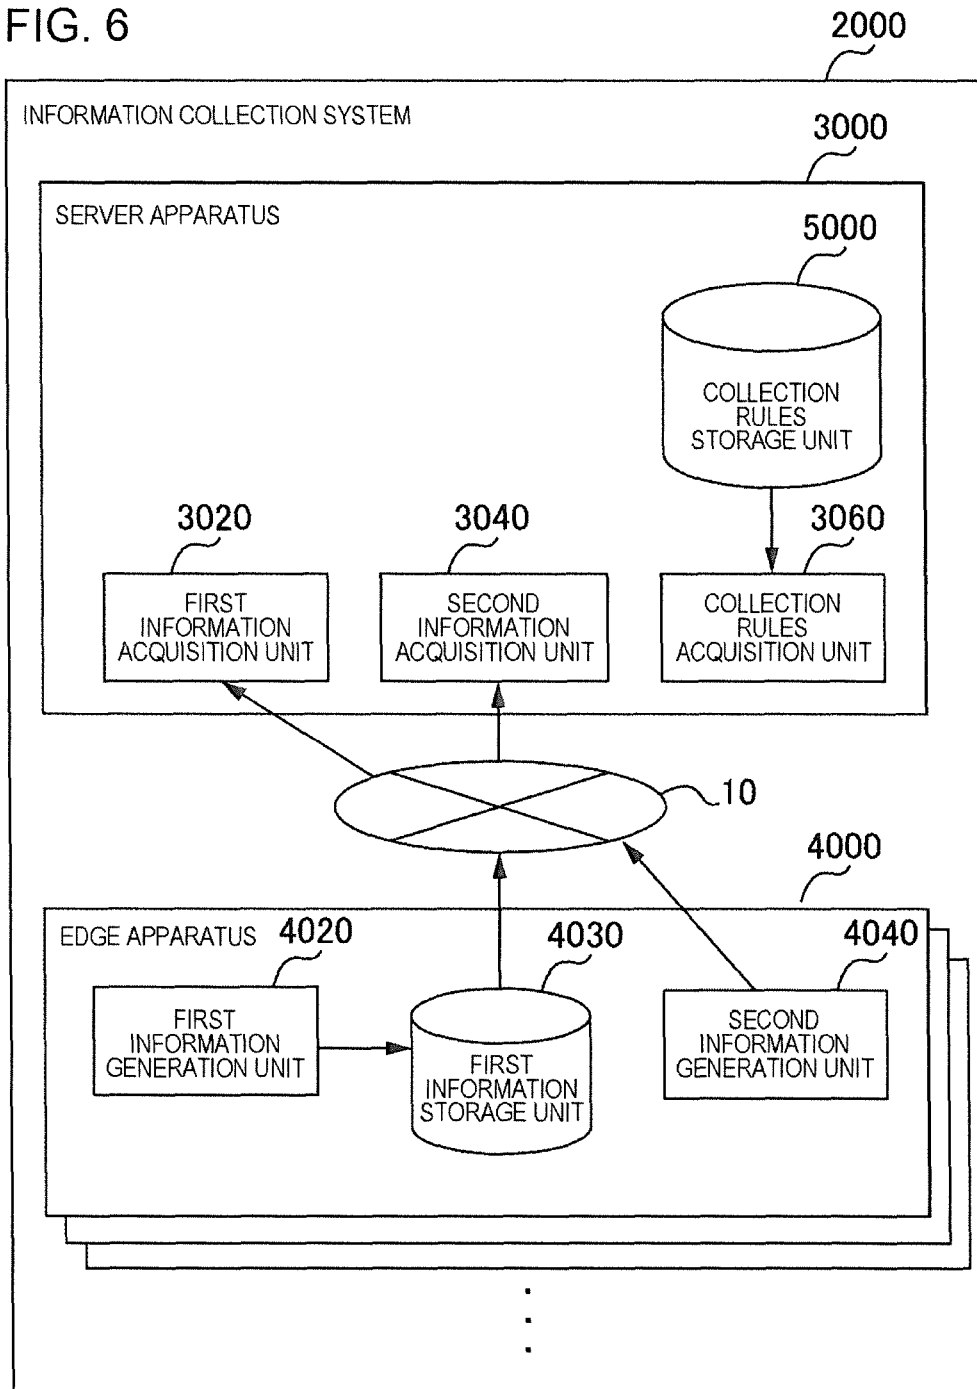 FIG. 6
2000
INFORMATION COLLECTION SYSTEM
3000
SERVER APPARATUS
5000
COLLECTION
RULES
STORAGE UNIT
3020
3040
3060
FIRST
INFORMATION
ACQUISITION UNIT
SECOND
INFORMATION
ACQUISITION UNIT
COLLECTION
RULES
ACQUISITION UNIT
10
4000
EDGE APPARATUS
4020
4030
4040
FIRST
INFORMATION
GENERATION UNIT
FIRST
INFORMATION
STORAGE UNIT
SECOND
INFORMATION
GENERATION UNIT